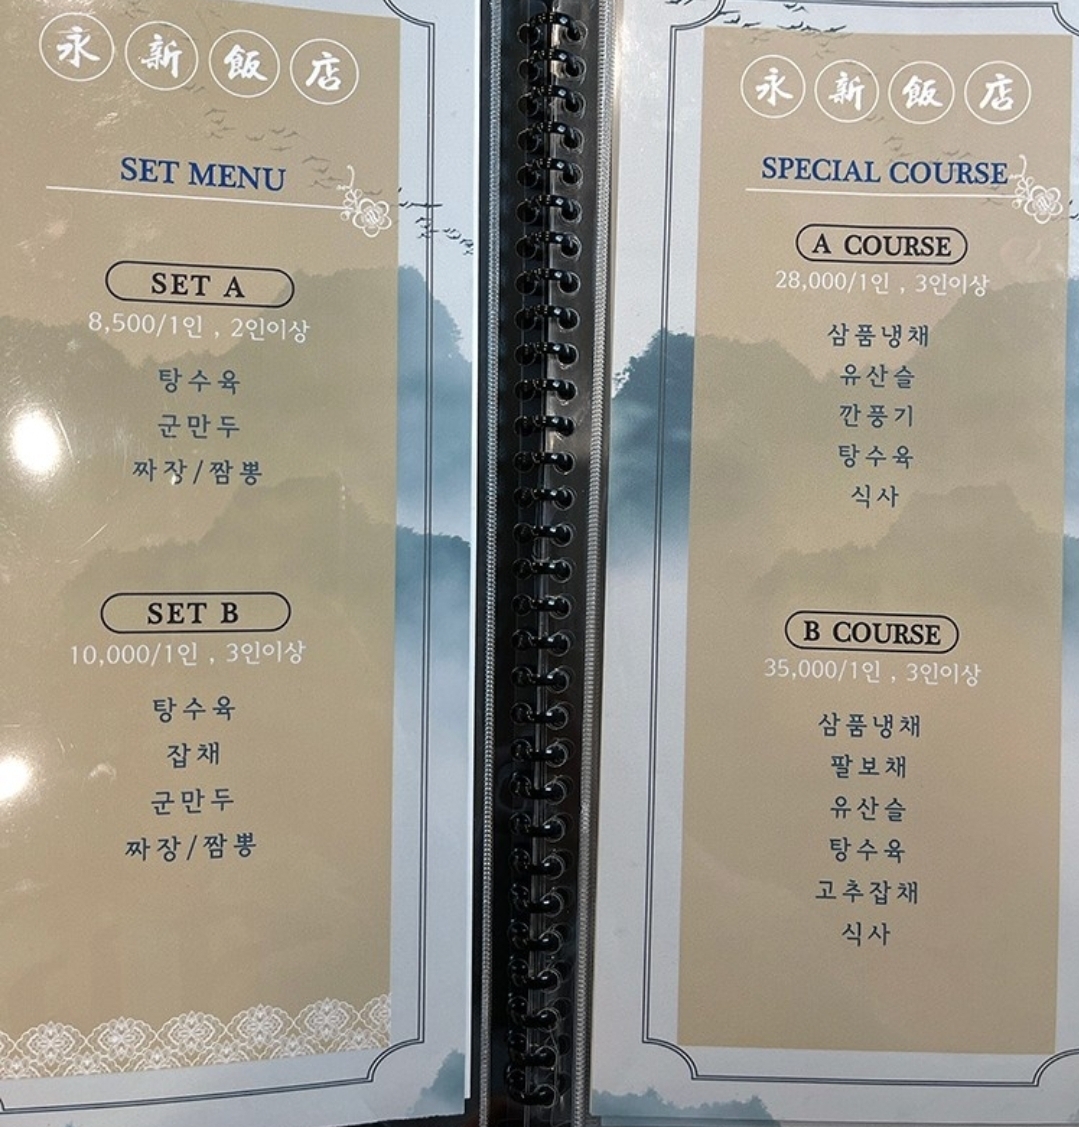 永新飯店
SET MENU
SET A
8,500/1인 , 2인이상
탕수육
군만두
짜장/짬뽕
SET B
10,000/1인 , 3인이상
탕수육
잡채
군만두
짜장/짬뽕
永新飯店
SPECIAL COURSE
A COURSE
28,000/1인 , 3인이상
삼품냉채
유산슬
깐풍기
탕수육
식사
B COURSE
35,000/1인 , 3인이상
삼품냉채
팔보채
유산슬
탕수육
고추잡채
식사